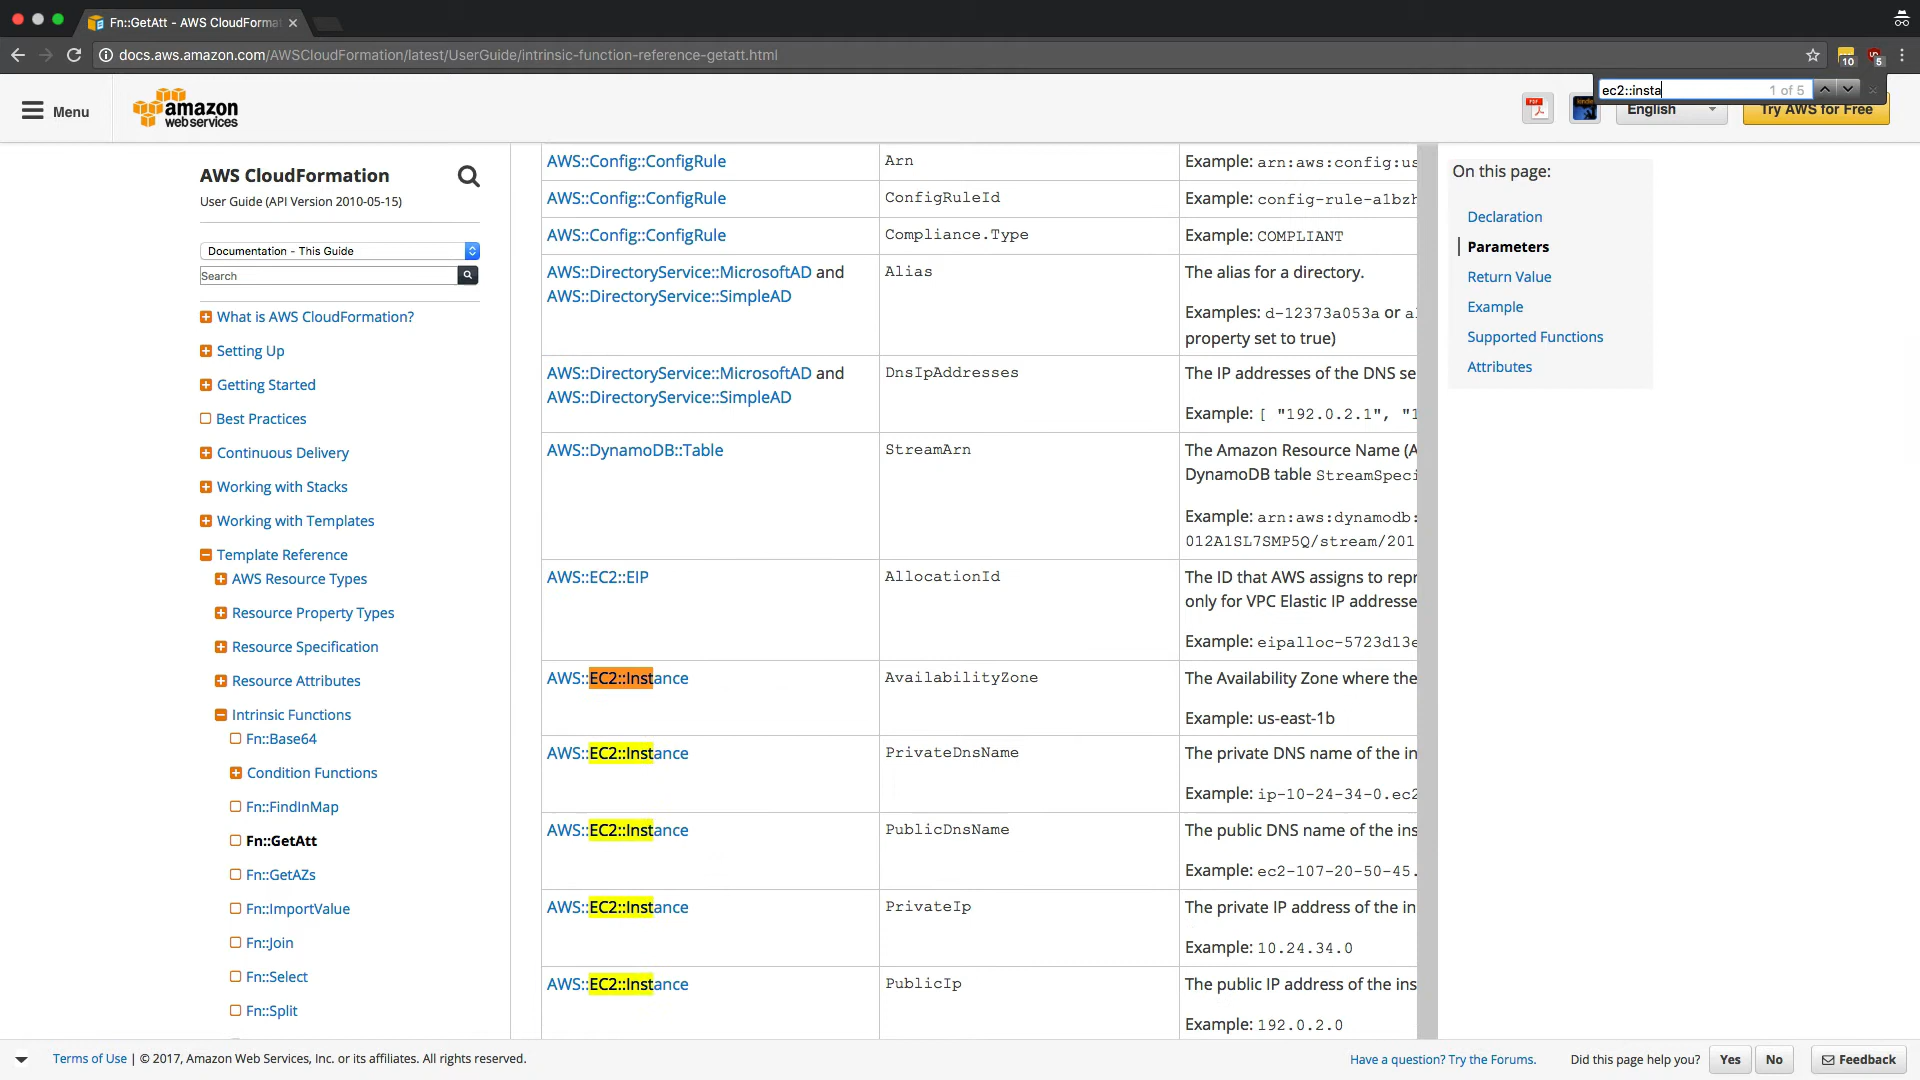 Fn::GetAtt - AWS CloudForma
docs.aws.amazon.com/AWSCloudFormation/latest/UserGuide/intrinsic-function-reference-getatt.html
10
5
ec2::insta
1 of 5
Menu
amazon
web services
PDF
kindle
English
Try AWS for Free
AWS CloudFormation
User Guide (API Version 2010-05-15)
Documentation - This Guide
Search
What is AWS CloudFormation?
Setting Up
Getting Started
Best Practices
Continuous Delivery
Working with Stacks
Working with Templates
Template Reference
AWS Resource Types
Resource Property Types
Resource Specification
Resource Attributes
Intrinsic Functions
Fn::Base64
Condition Functions
Fn::FindInMap
Fn::GetAtt
Fn::GetAZs
Fn::ImportValue
Fn::Join
Fn::Select
Fn::Split
AWS::Config::ConfigRule
Arn
Example: arn:aws:config:us
AWS::Config::ConfigRule
ConfigRuleId
Example: config-rule-a1bzh
AWS::Config::ConfigRule
Compliance.Type
Example: COMPLIANT
AWS::DirectoryService::MicrosoftAD and
AWS::DirectoryService::SimpleAD
Alias
The alias for a directory.
Examples: d-12373a053a or a
property set to true)
AWS::DirectoryService::MicrosoftAD and
AWS::DirectoryService::SimpleAD
DnsIpAddresses
The IP addresses of the DNS se
Example: [ "192.0.2.1", "1
AWS::DynamoDB::Table
StreamArn
The Amazon Resource Name (A
DynamoDB table StreamSpeci
Example: arn:aws:dynamodb:
012A1SL7SMP5Q/stream/201
AWS::EC2::EIP
AllocationId
The ID that AWS assigns to repr
only for VPC Elastic IP addresse
Example: eipalloc-5723d13e
AWS::EC2::Instance
AvailabilityZone
The Availability Zone where the
Example: us-east-1b
AWS::EC2::Instance
PrivateDnsName
The private DNS name of the in
Example: ip-10-24-34-0.ec2
AWS::EC2::Instance
PublicDnsName
The public DNS name of the ins
Example: ec2-107-20-50-45.
AWS::EC2::Instance
PrivateIp
The private IP address of the in
Example: 10.24.34.0
AWS::EC2::Instance
PublicIp
The public IP address of the ins
Example: 192.0.2.0
On this page:
Declaration
Parameters
Return Value
Example
Supported Functions
Attributes
Terms of Use | © 2017, Amazon Web Services, Inc. or its affiliates. All rights reserved.
Have a question? Try the Forums.
Did this page help you?
Yes
No
Feedback